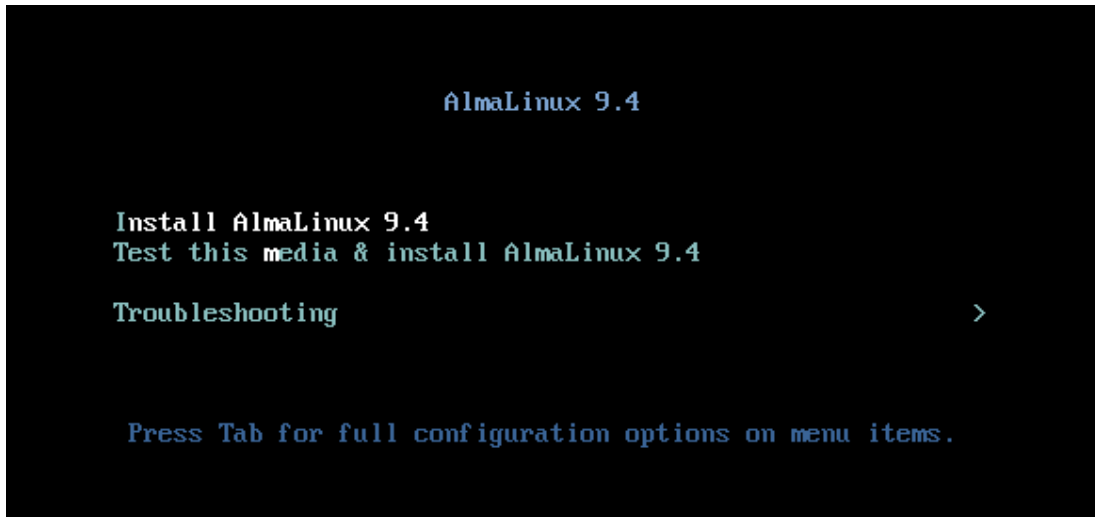 AlmaLinux 9.4
Install AlmaLinux 9.4
Test this media & install AlmaLinux 9.4
Troubleshooting >
Press Tab for full configuration options on menu items.